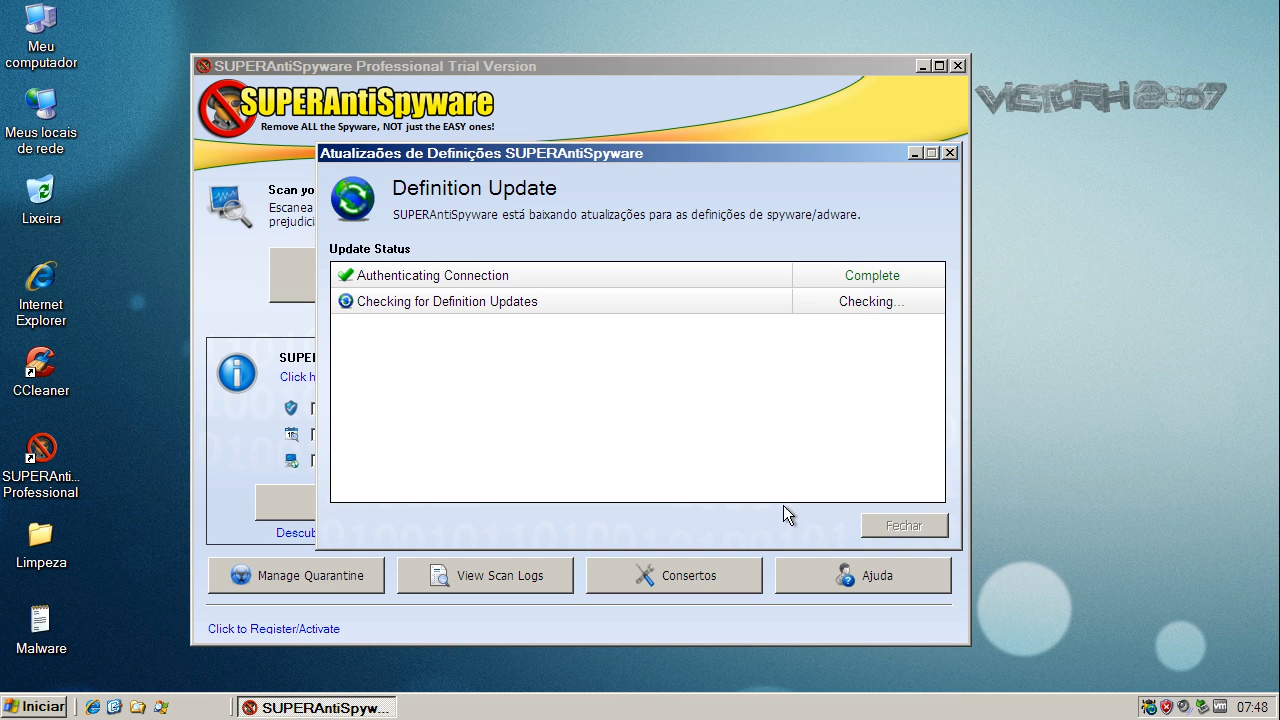 Meu
computador
Meus locais
de rede
Lixeira
Internet
Explorer
CCleaner
SUPERAnti...
Professional
Limpeza
Malware
SUPERAntiSpyware Professional Trial Version
SUPERAntiSpyware
Remove ALL the Spyware, NOT just the EASY ones!
VICTORH 2007
Scan yo
Escanea
prejudici
SUPEI
Click h
Descub
Atualizaões de Definições SUPERAntiSpyware
Definition Update
SUPERAntiSpyware está baixando atualizações para as definições de spyware/adware.
Update Status
Authenticating Connection
Complete
Checking for Definition Updates
Checking...
Fechar
Manage Quarantine
View Scan Logs
Consertos
Ajuda
Click to Register/Activate
Iniciar
SUPERAntiSpyw...
07:48